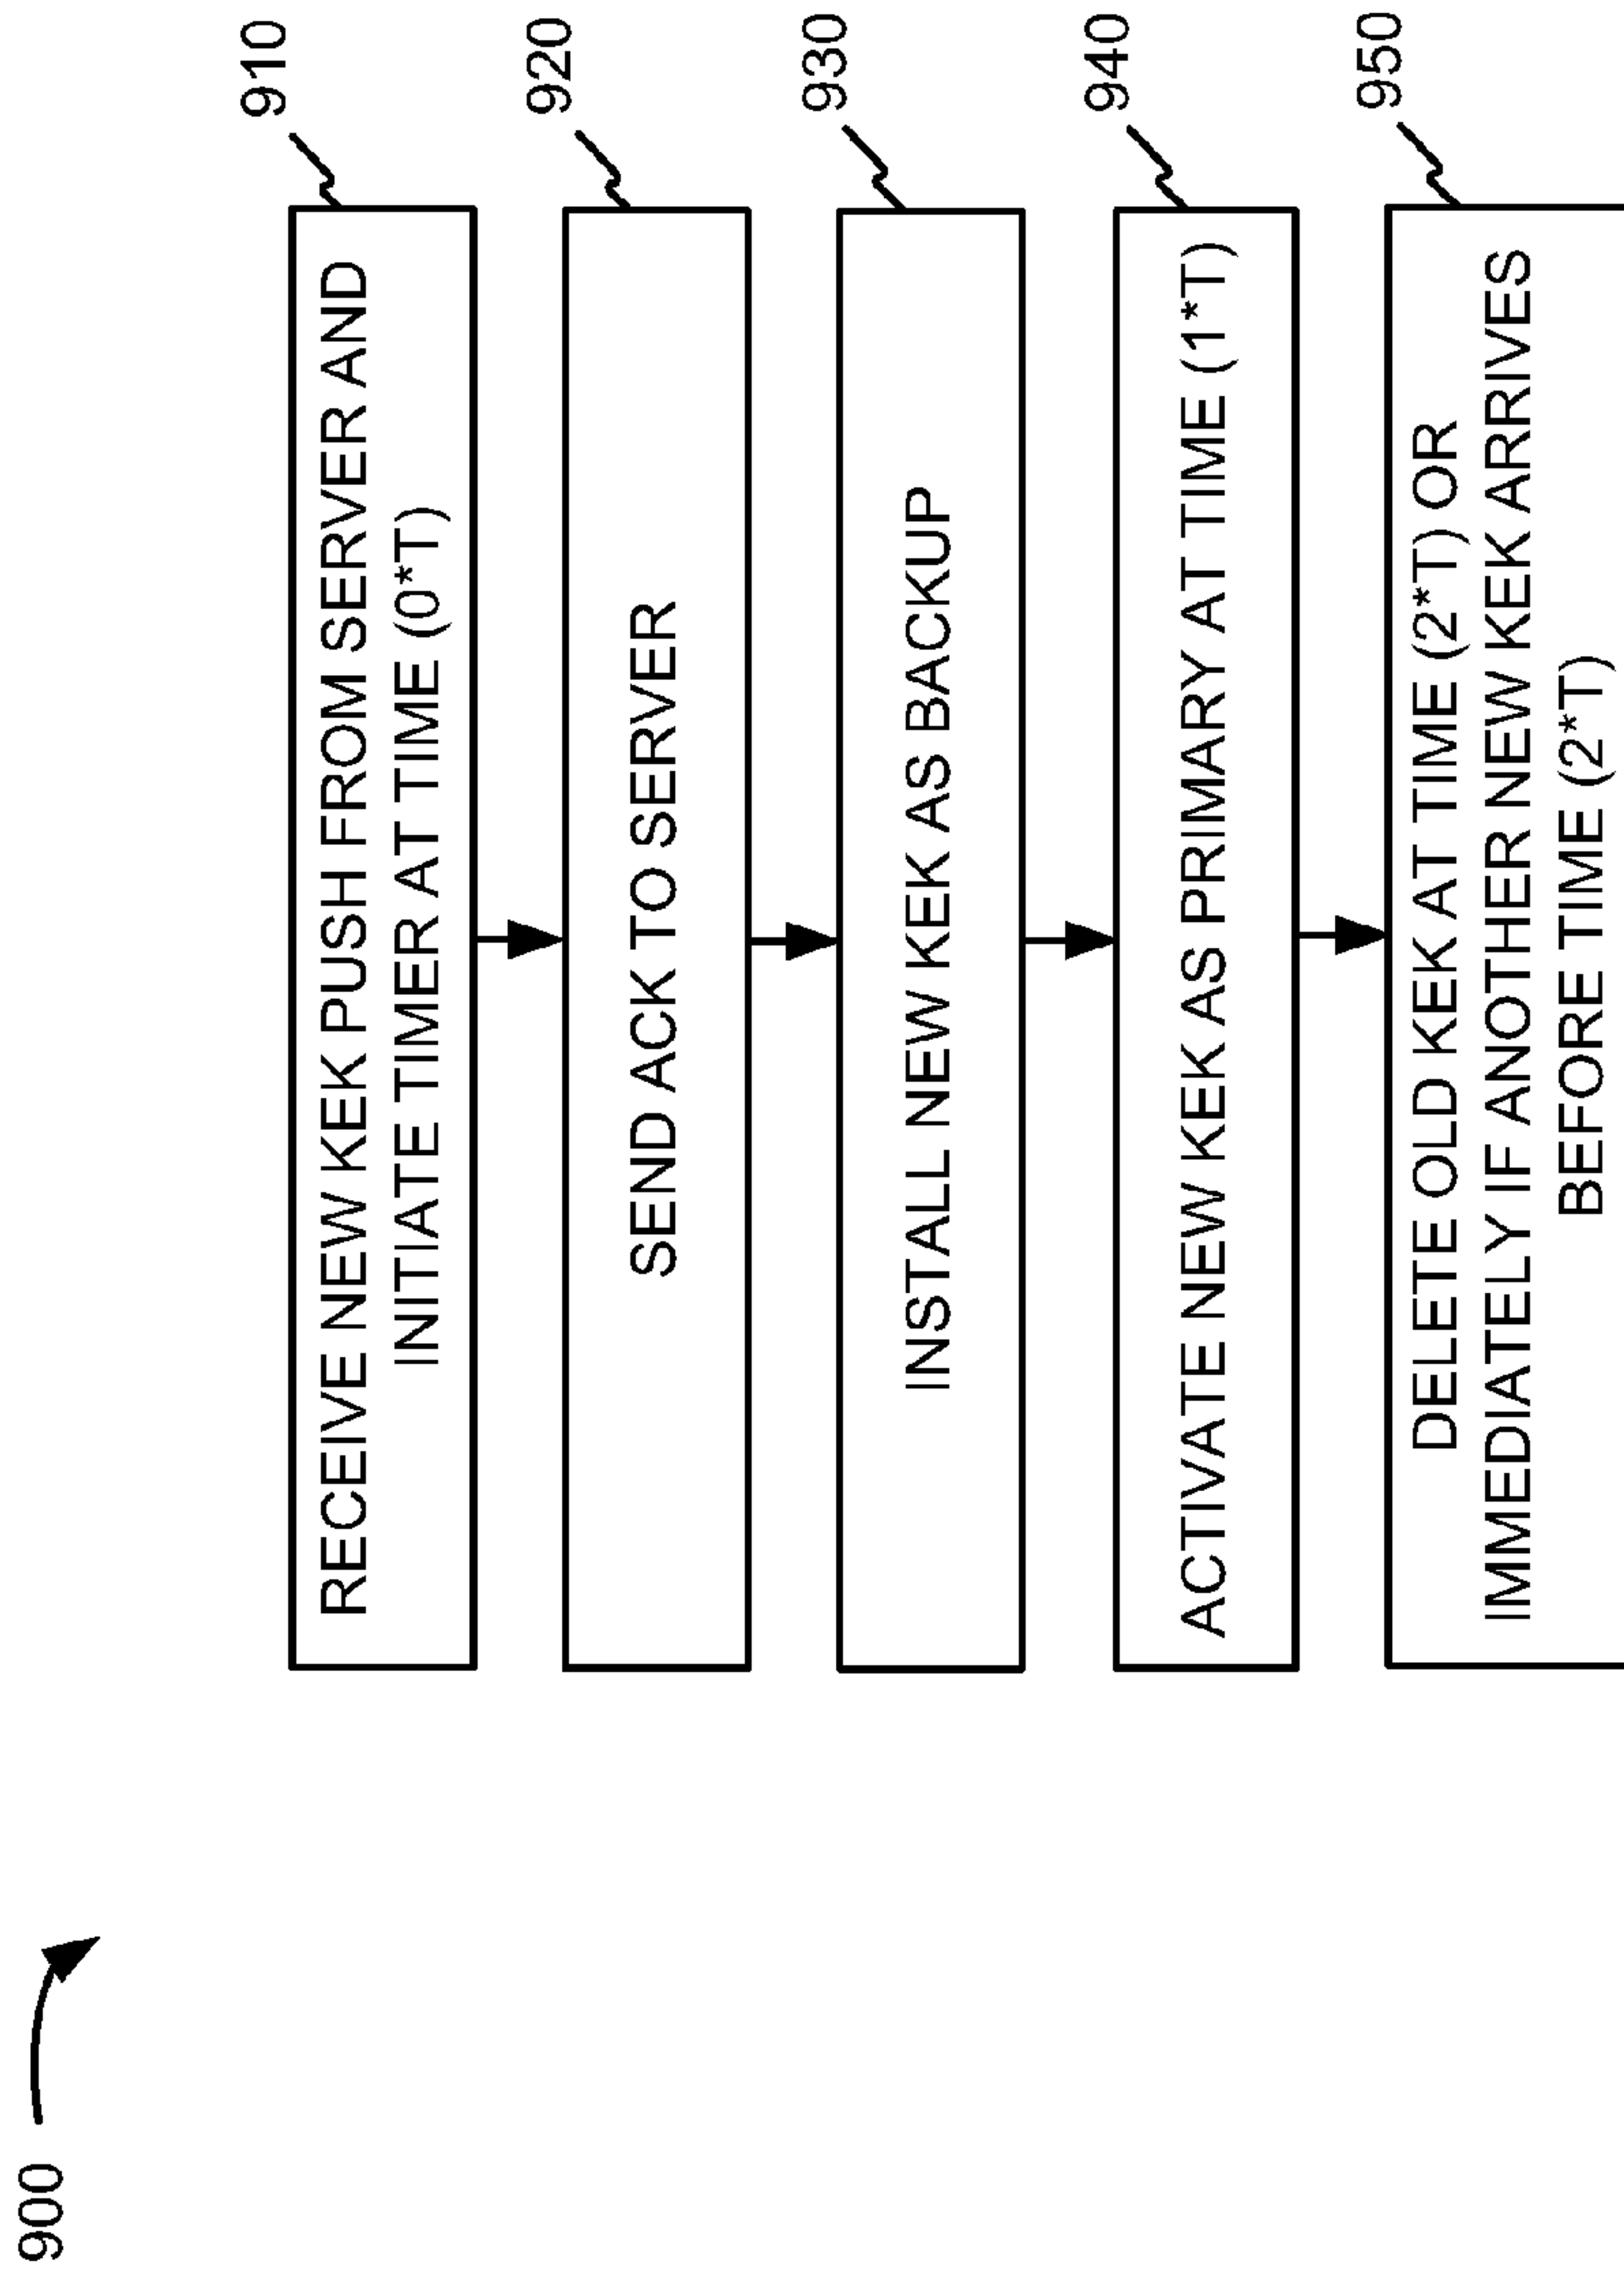 900
910
RECEIVE NEW KEK PUSH FROM SERVER AND
INITIATE TIMER AT TIME (0*T)
920
SEND ACK TO SERVER
930
INSTALL NEW KEK AS BACKUP
940
ACTIVATE NEW KEK AS PRIMARY AT TIME (1*T)
950
DELETE OLD KEK AT TIME (2*T) OR
IMMEDIATELY IF ANOTHER NEW KEK ARRIVES
BEFORE TIME (2*T)